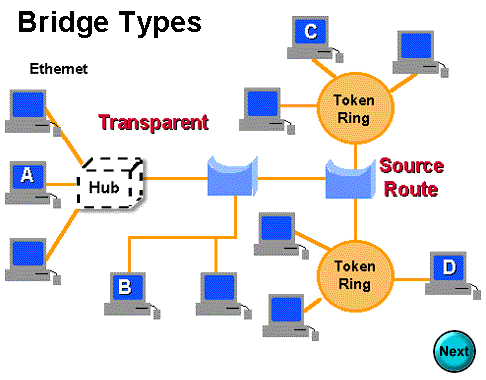 Bridge Types
C
Ethernet
Token
Ring
Transparent
A
Hub
Source
Route
B
Token
Ring
D
Next